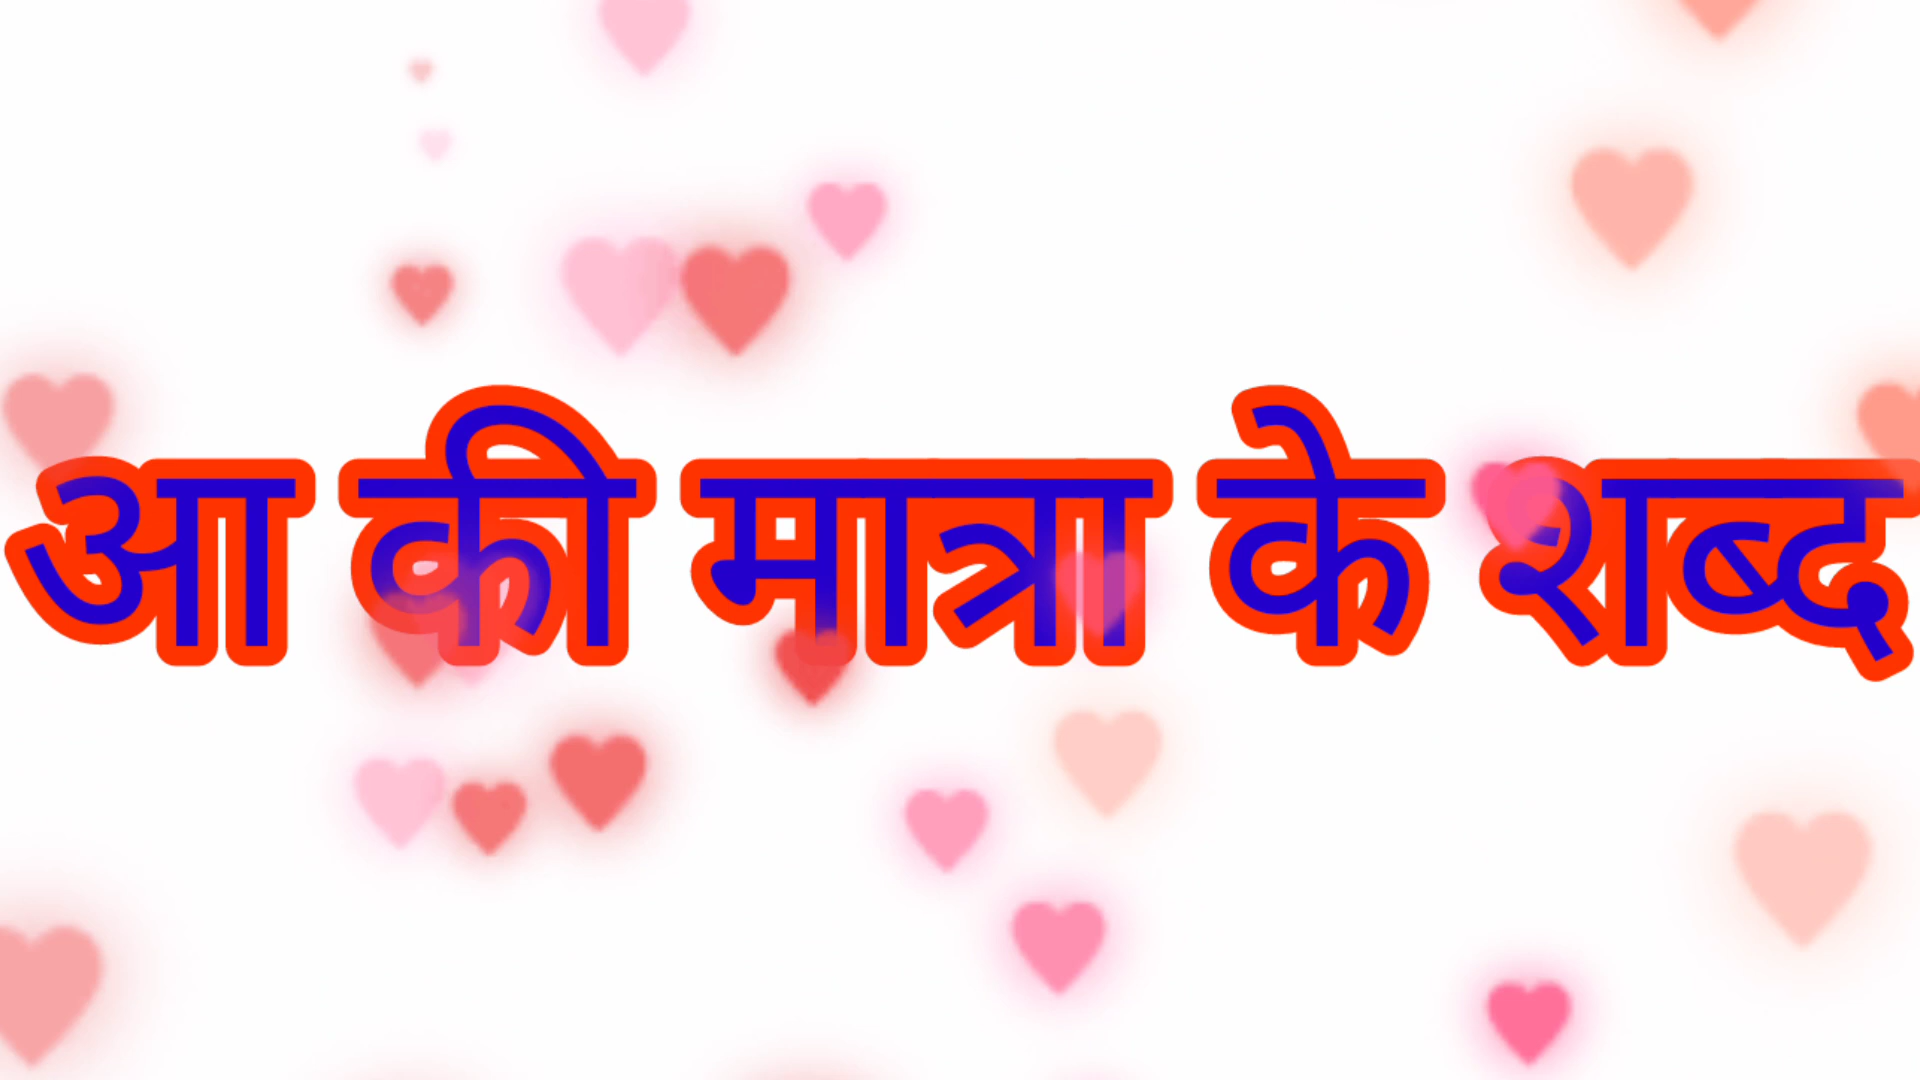 आ की मात्रा के शब्द